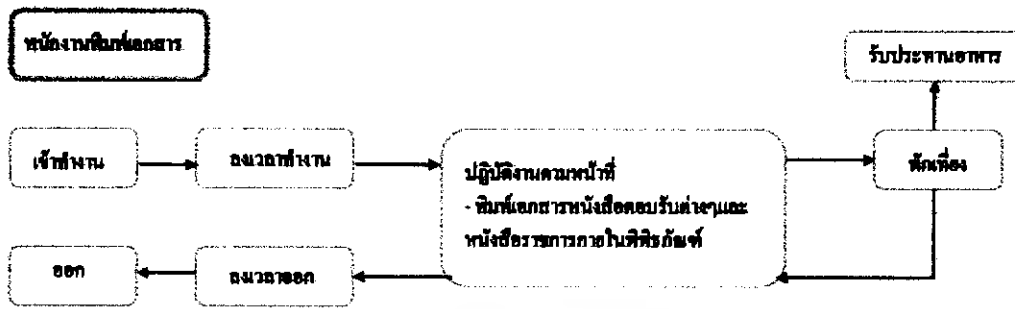 พนักงานพิมพ์เอกสาร
รับประทานอาหาร
เข้าทำงาน
ลงเวลาทำงาน
ปฏิบัติงานตามหน้าที่
- พิมพ์เอกสารหนังสือตอบรับต่างๆและ
หนังสือราชการภายในพิพิธภัณฑ์
พักเที่ยง
ออก
ลงเวลาออก